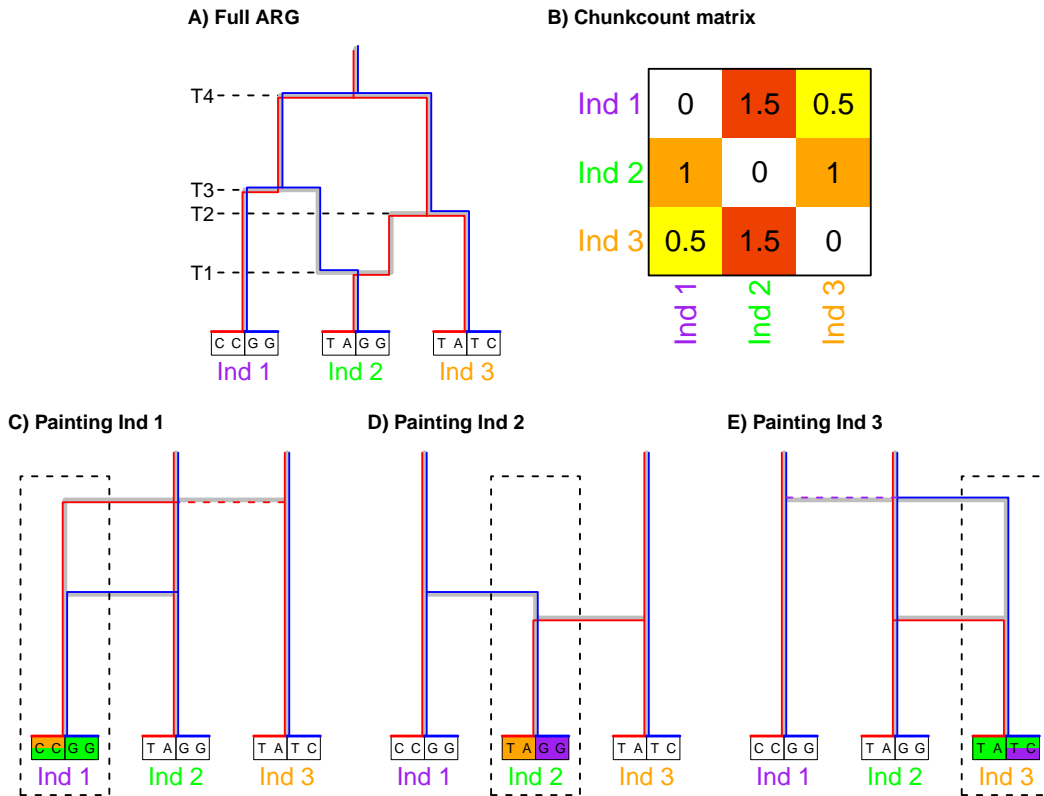 A) Full ARG
B) Chunkcount matrix
T4
T3
T2
T1
C C G G
T A G G
T A T C
Ind 1
Ind 2
Ind 3
Ind 1
0
1.5
0.5
Ind 2
1
0
1
Ind 3
0.5
1.5
0
Ind 1
Ind 2
Ind 3
C) Painting Ind 1
D) Painting Ind 2
E) Painting Ind 3
C C G G
T A G G
T A T C
Ind 1
Ind 2
Ind 3
C C G G
T A G G
T A T C
Ind 1
Ind 2
Ind 3
C C G G
T A G G
T A T C
Ind 1
Ind 2
Ind 3